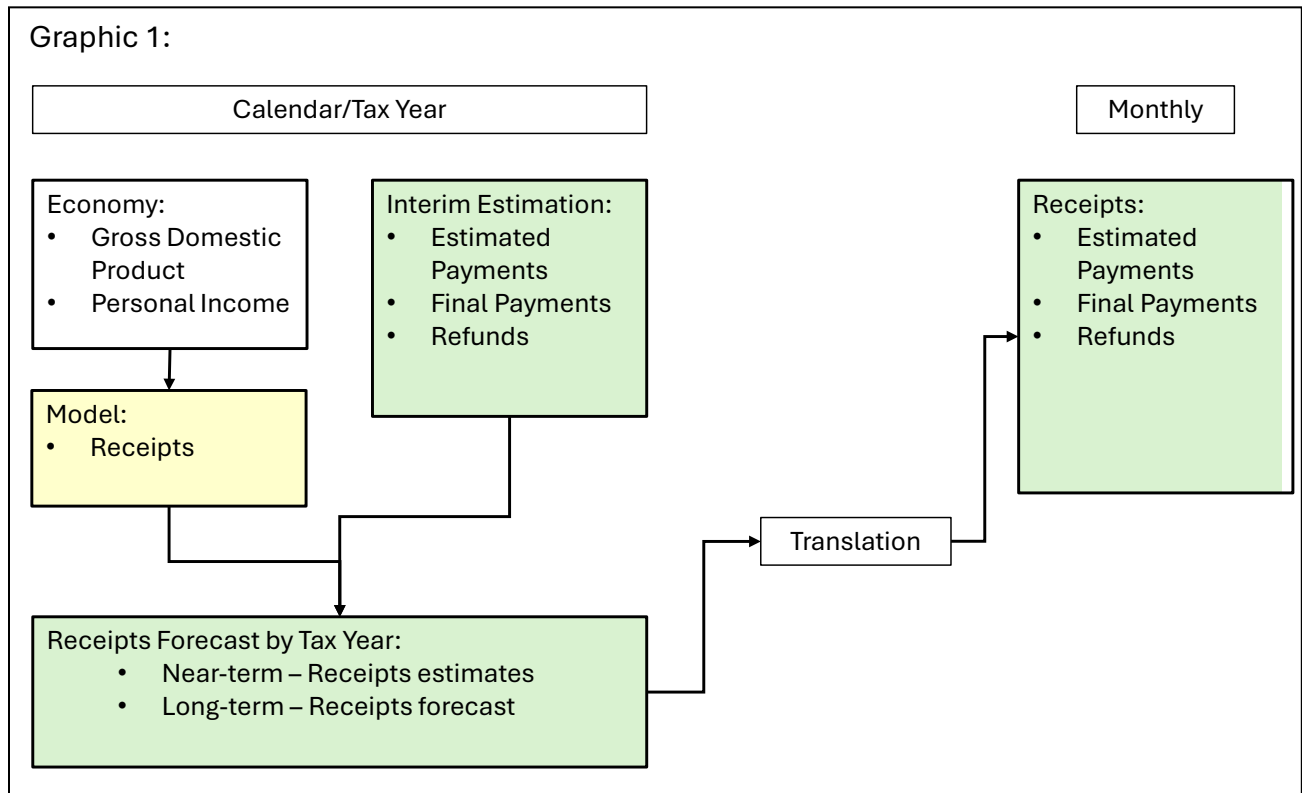 Graphic 1:
Calendar/Tax Year
Monthly
Economy:
• Gross Domestic
Product
• Personal Income
Interim Estimation:
• Estimated
Payments
• Final Payments
• Refunds
Receipts:
• Estimated
Payments
• Final Payments
• Refunds
Model:
• Receipts
Translation
Receipts Forecast by Tax Year:
• Near-term – Receipts estimates
• Long-term – Receipts forecast